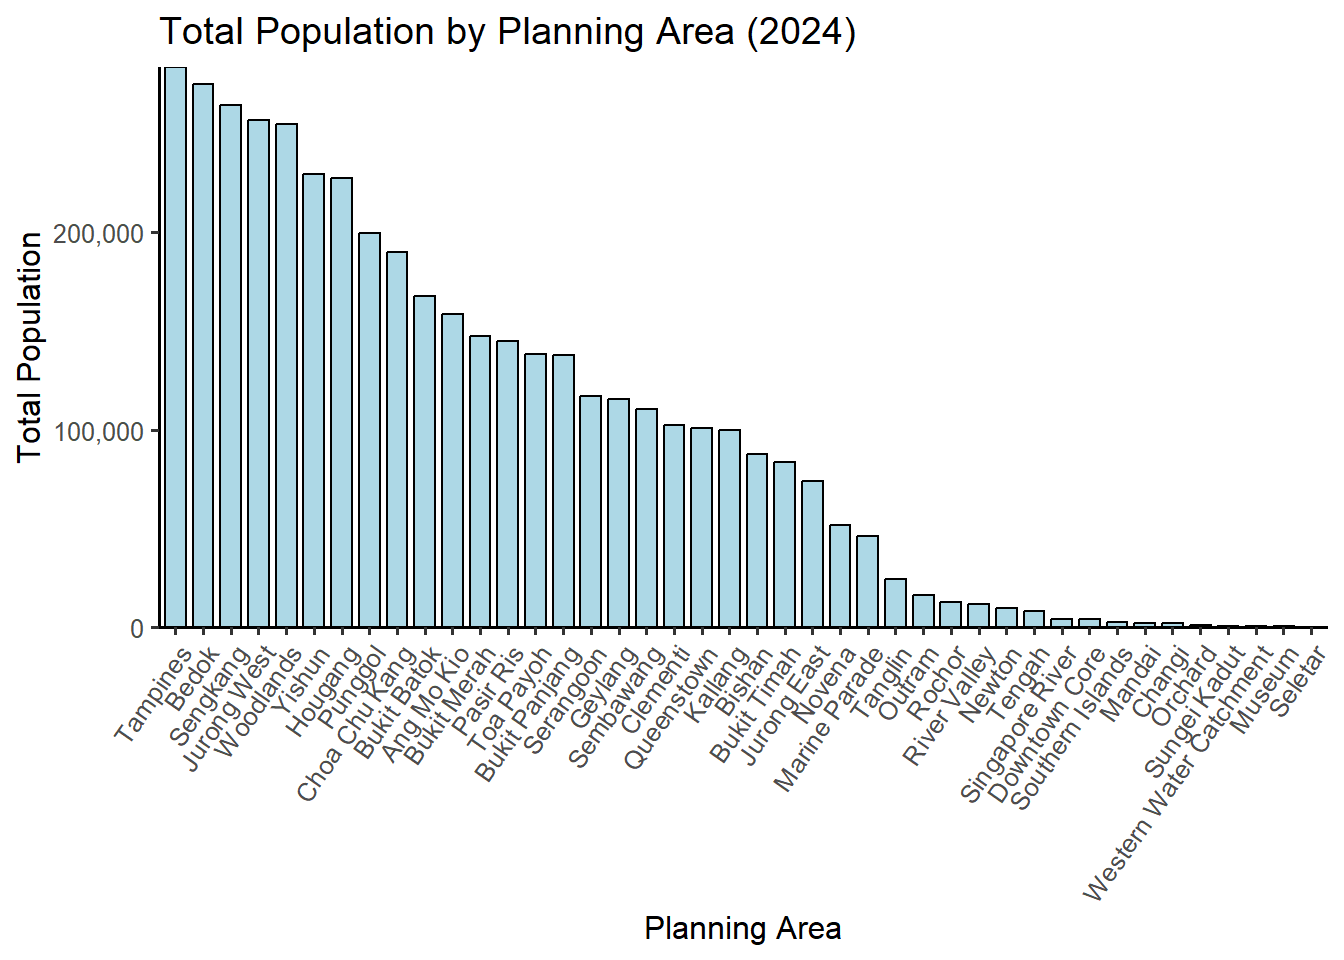 Total Population by Planning Area (2024)
Total Population
200,000
100,000
0
Tampines
Bedok
Sengkang
Jurong West
Woodlands
Yishun
Hougang
Punggol
Choa Chu Kang
Bukit Batok
Ang Mo Kio
Bukit Merah
Pasir Ris
Toa Payoh
Bukit Panjang
Serangoon
Geylang
Sembawang
Clementi
Queenstown
Kallang
Bishan
Bukit Timah
Jurong East
Novena
Marine Parade
Tanglin
Outram
Rochor
River Valley
Newton
Tengah
Singapore River
Downtown Core
Southern Islands
Mandai
Changi
Orchard
Sungei Kadut
Western Water Catchment
Museum
Seletar
Planning Area